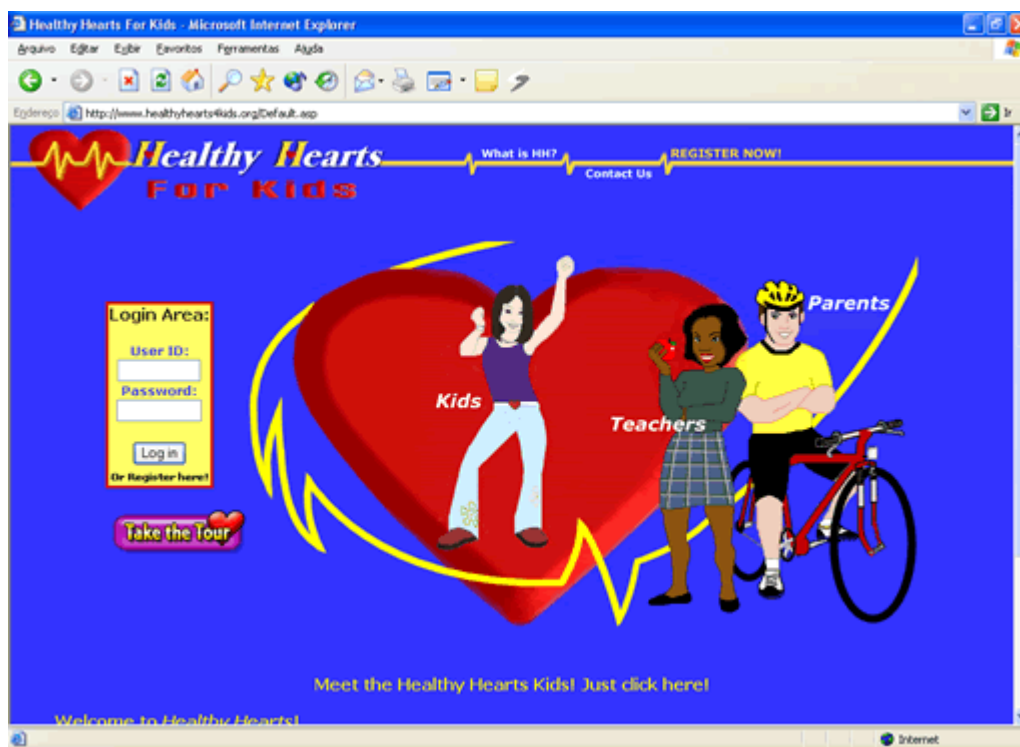 Healthy Hearts For Kids - Microsoft Internet Explorer
Arquivo Editar Exibir Favoritos Ferramentas Ajuda
Endereço http://www.healthyhearts4kids.org/Default.asp Ir
Healthy Hearts
For Kids
What is HH?
Contact Us
REGISTER NOW!
Login Area:
User ID:
Password:
Log in
Or Register here!
Take the Tour
Kids
Teachers
Parents
Meet the Healthy Hearts Kids! Just click here!
Welcome to Healthy Hearts!
Internet